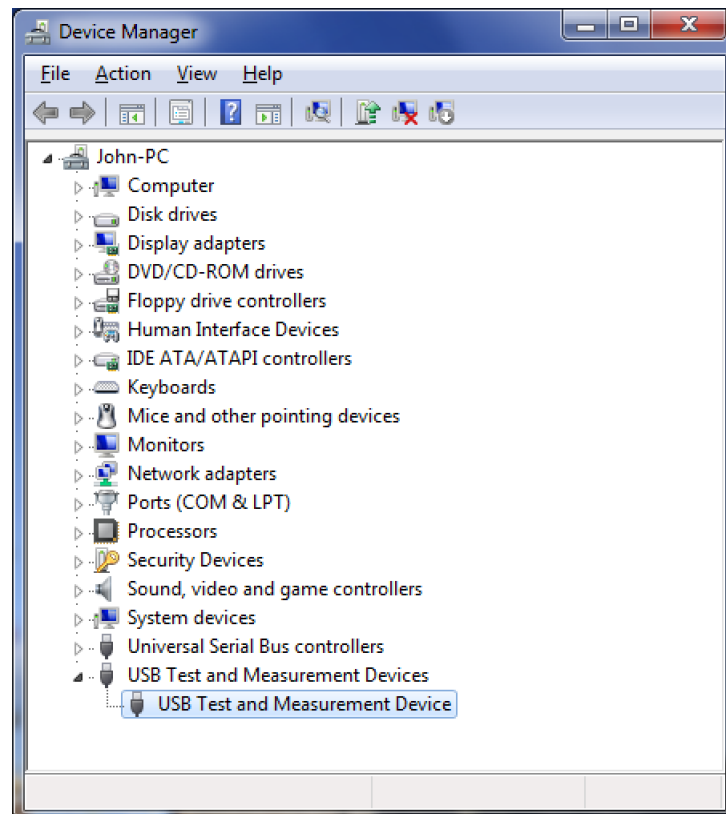 Device Manager
File Action View Help
John-PC
Computer
Disk drives
Display adapters
DVD/CD-ROM drives
Floppy drive controllers
Human Interface Devices
IDE ATA/ATAPI controllers
Keyboards
Mice and other pointing devices
Monitors
Network adapters
Ports (COM & LPT)
Processors
Security Devices
Sound, video and game controllers
System devices
Universal Serial Bus controllers
USB Test and Measurement Devices
USB Test and Measurement Device